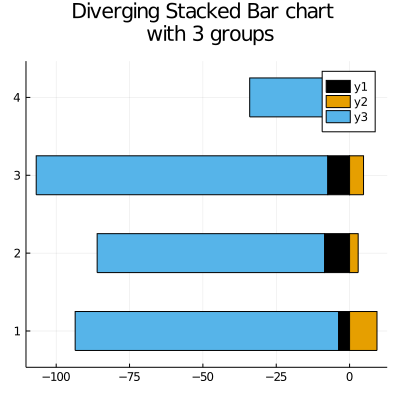 Diverging Stacked Bar chart
with 3 groups
y1
y2
y3
4
3
2
1
−100 −75 −50 −25 0